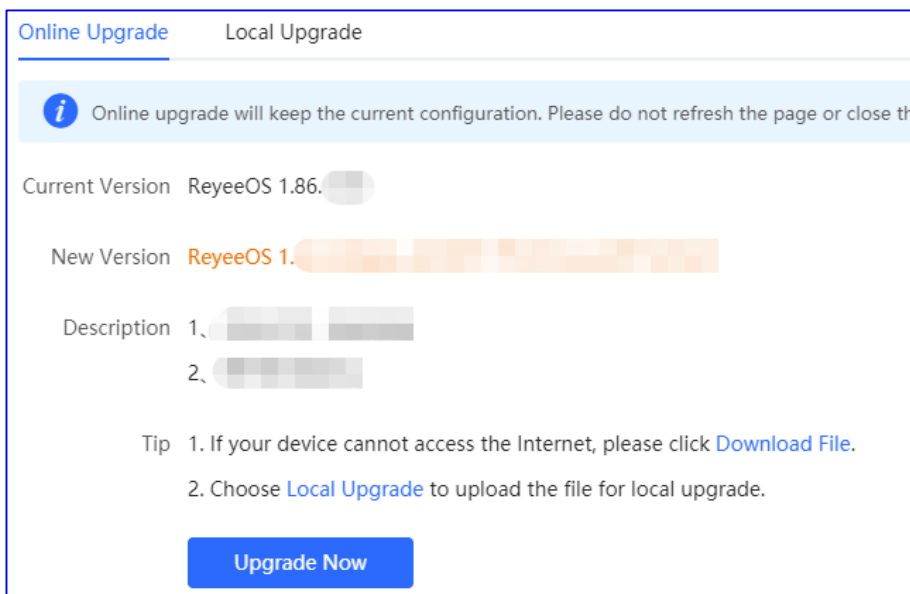 Online Upgrade Local Upgrade
Online upgrade will keep the current configuration. Please do not refresh the page or close
Current Version ReyeeOS 1.86.
New Version ReyeeOS 1.
Description 1、
2、
Tip 1. If your device cannot access the Internet, please click Download File.
2. Choose Local Upgrade to upload the file for local upgrade.
Upgrade Now